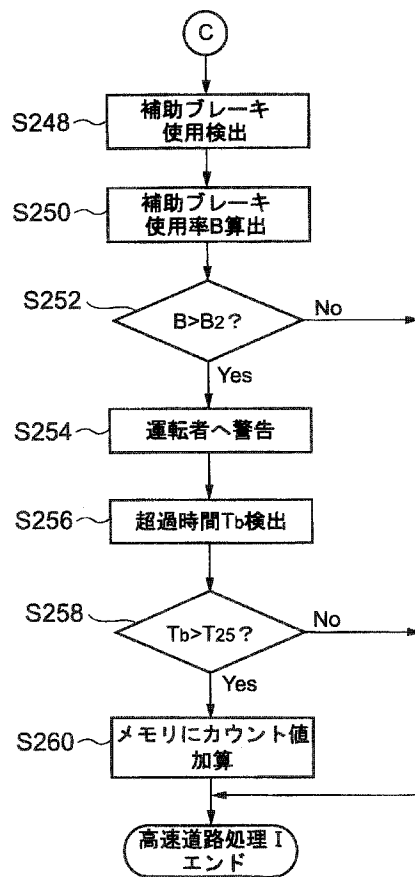 C
S248
補助ブレーキ
使用検出
S250
補助ブレーキ
使用率B算出
S252
B>B2?
No
Yes
S254
運転者へ警告
S256
超過時間Tb検出
S258
Tb>T25?
No
Yes
S260
メモリにカウント値
加算
高速道路処理I
エンド